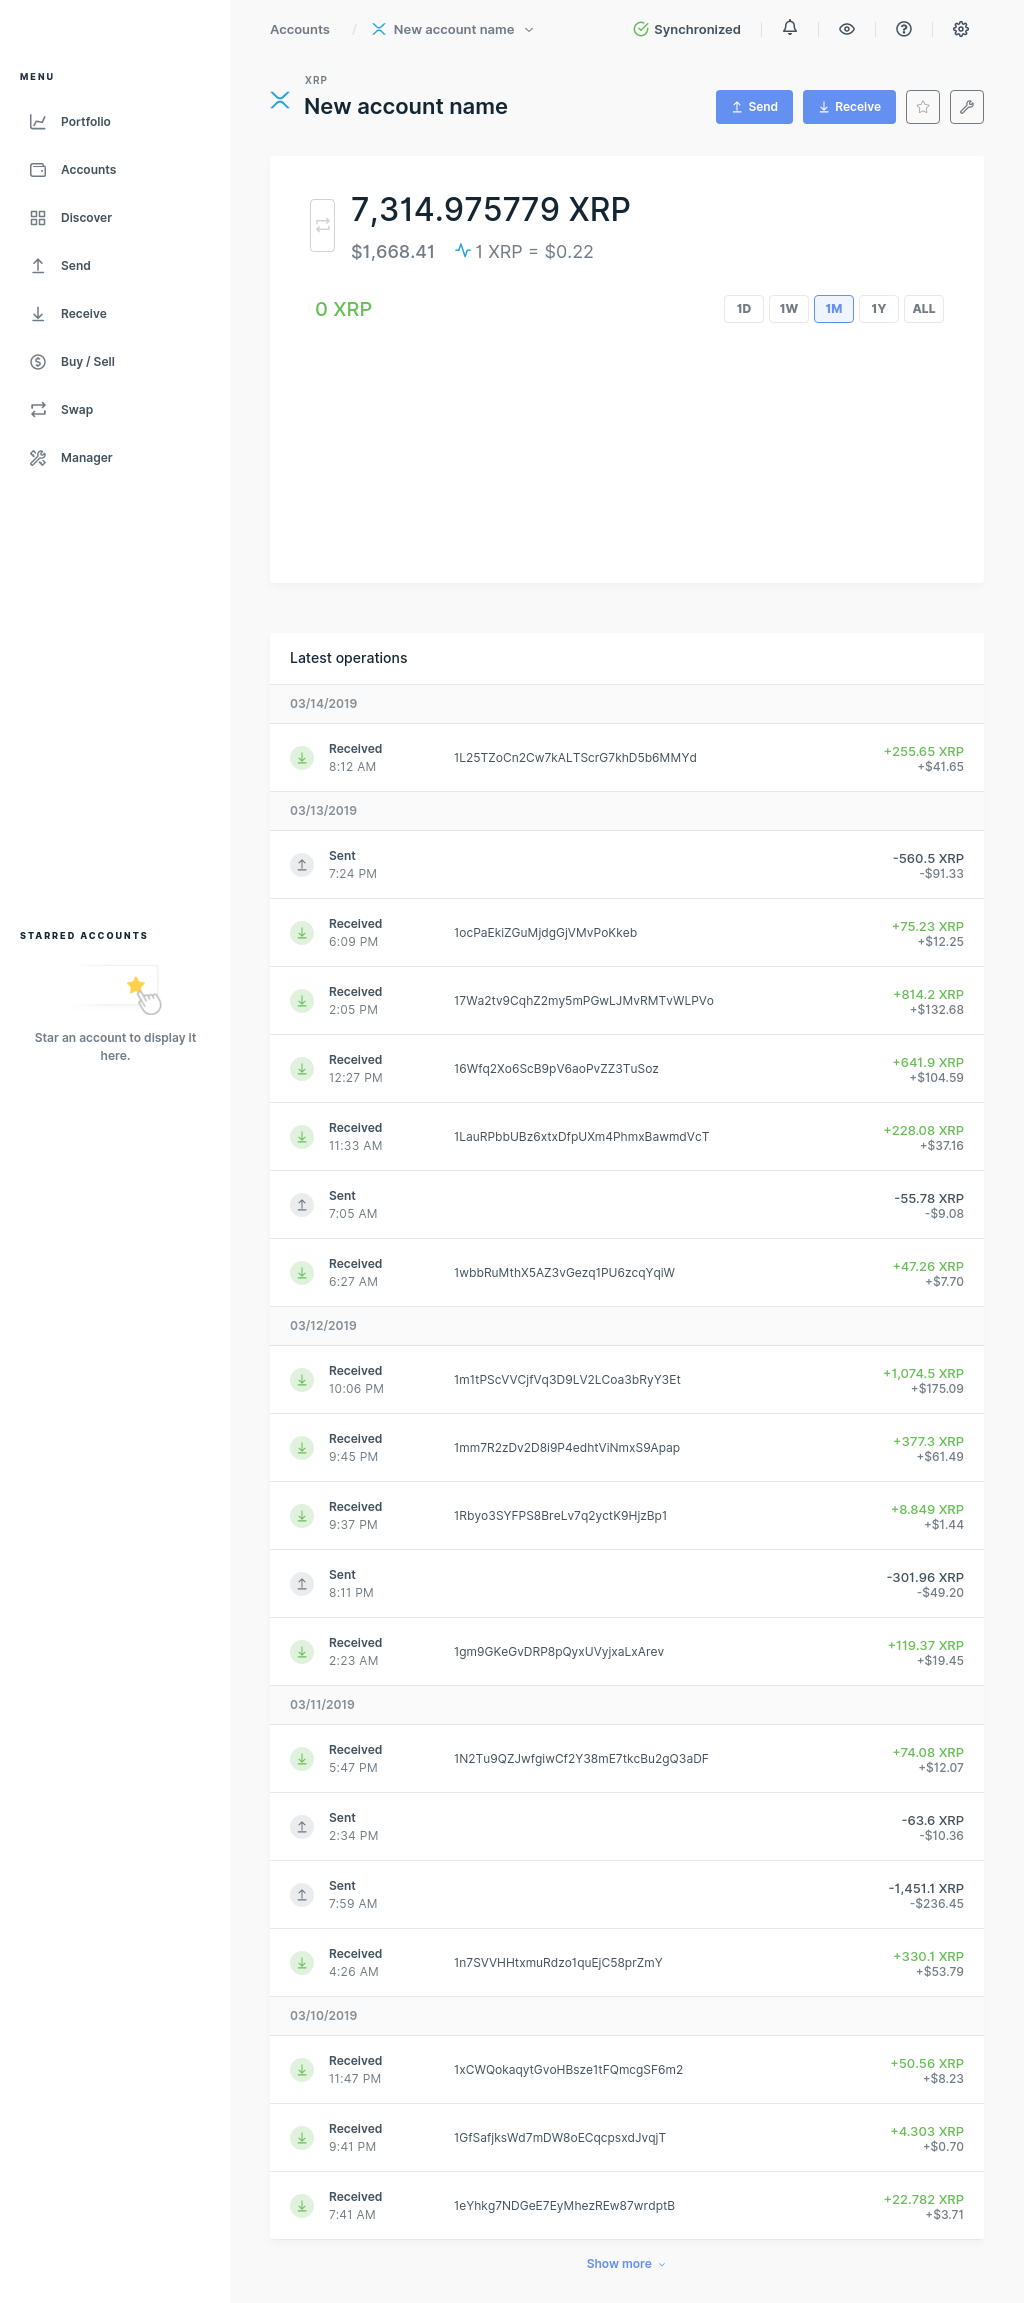 MENU
Portfolio
Accounts
Discover
Send
Receive
Buy / Sell
Swap
Manager
STARRED ACCOUNTS
Star an account to display it
here.
Accounts / New account name
Synchronized
XRP
New account name
Send
Receive
7,314.975779 XRP
$1,668.41 1 XRP = $0.22
0 XRP
1D 1W 1M 1Y ALL
Latest operations
03/14/2019
Received 1L25TZoCn2Cw7kALTScrG7khD5b6MMYd +255.65 XRP
8:12 AM +$41.65
03/13/2019
Sent -560.5 XRP
7:24 PM -$91.33
Received 1ocPaEkiZGuMjdgGjVMvPoKkeb +75.23 XRP
6:09 PM +$12.25
Received 17Wa2tv9CqhZ2my5mPGwLJMvRMTvWLPVo +814.2 XRP
2:05 PM +$132.68
Received 16Wfq2Xo6ScB9pV6aoPvZZ3TuSoz +641.9 XRP
12:27 PM +$104.59
Received 1LauRPbbUBz6xtxDfpUXm4PhmxBawmdVcT +228.08 XRP
11:33 AM +$37.16
Sent -55.78 XRP
7:05 AM -$9.08
Received 1wbbRuMthX5AZ3vGezq1PU6zcqYqiW +47.26 XRP
6:27 AM +$7.70
03/12/2019
Received 1m1tPScVVCjfVq3D9LV2LCoa3bRyY3Et +1,074.5 XRP
10:06 PM +$175.09
Received 1mm7R2zDv2D8i9P4edhtViNmxS9Apap +377.3 XRP
9:45 PM +$61.49
Received 1Rbyo3SYFPS8BreLv7q2yctK9HjzBp1 +8.849 XRP
9:37 PM +$1.44
Sent -301.96 XRP
8:11 PM -$49.20
Received 1gm9GKeGvDRP8pQyxUVyjxaLxArev +119.37 XRP
2:23 AM +$19.45
03/11/2019
Received 1N2Tu9QZJwfgiwCf2Y38mE7tkcBu2gQ3aDF +74.08 XRP
5:47 PM +$12.07
Sent -63.6 XRP
2:34 PM -$10.36
Sent -1,451.1 XRP
7:59 AM -$236.45
Received 1n7SVVHHtxmuRdzo1quEjC58prZmY +330.1 XRP
4:26 AM +$53.79
03/10/2019
Received 1xCWQokaqytGvoHBsze1tFQmcgSF6m2 +50.56 XRP
11:47 PM +$8.23
Received 1GfSafjksWd7mDW8oECqcpsxdJvqjT +4.303 XRP
9:41 PM +$0.70
Received 1eYhkg7NDGeE7EyMhezREw87wrdptB +22.782 XRP
7:41 AM +$3.71
Show more